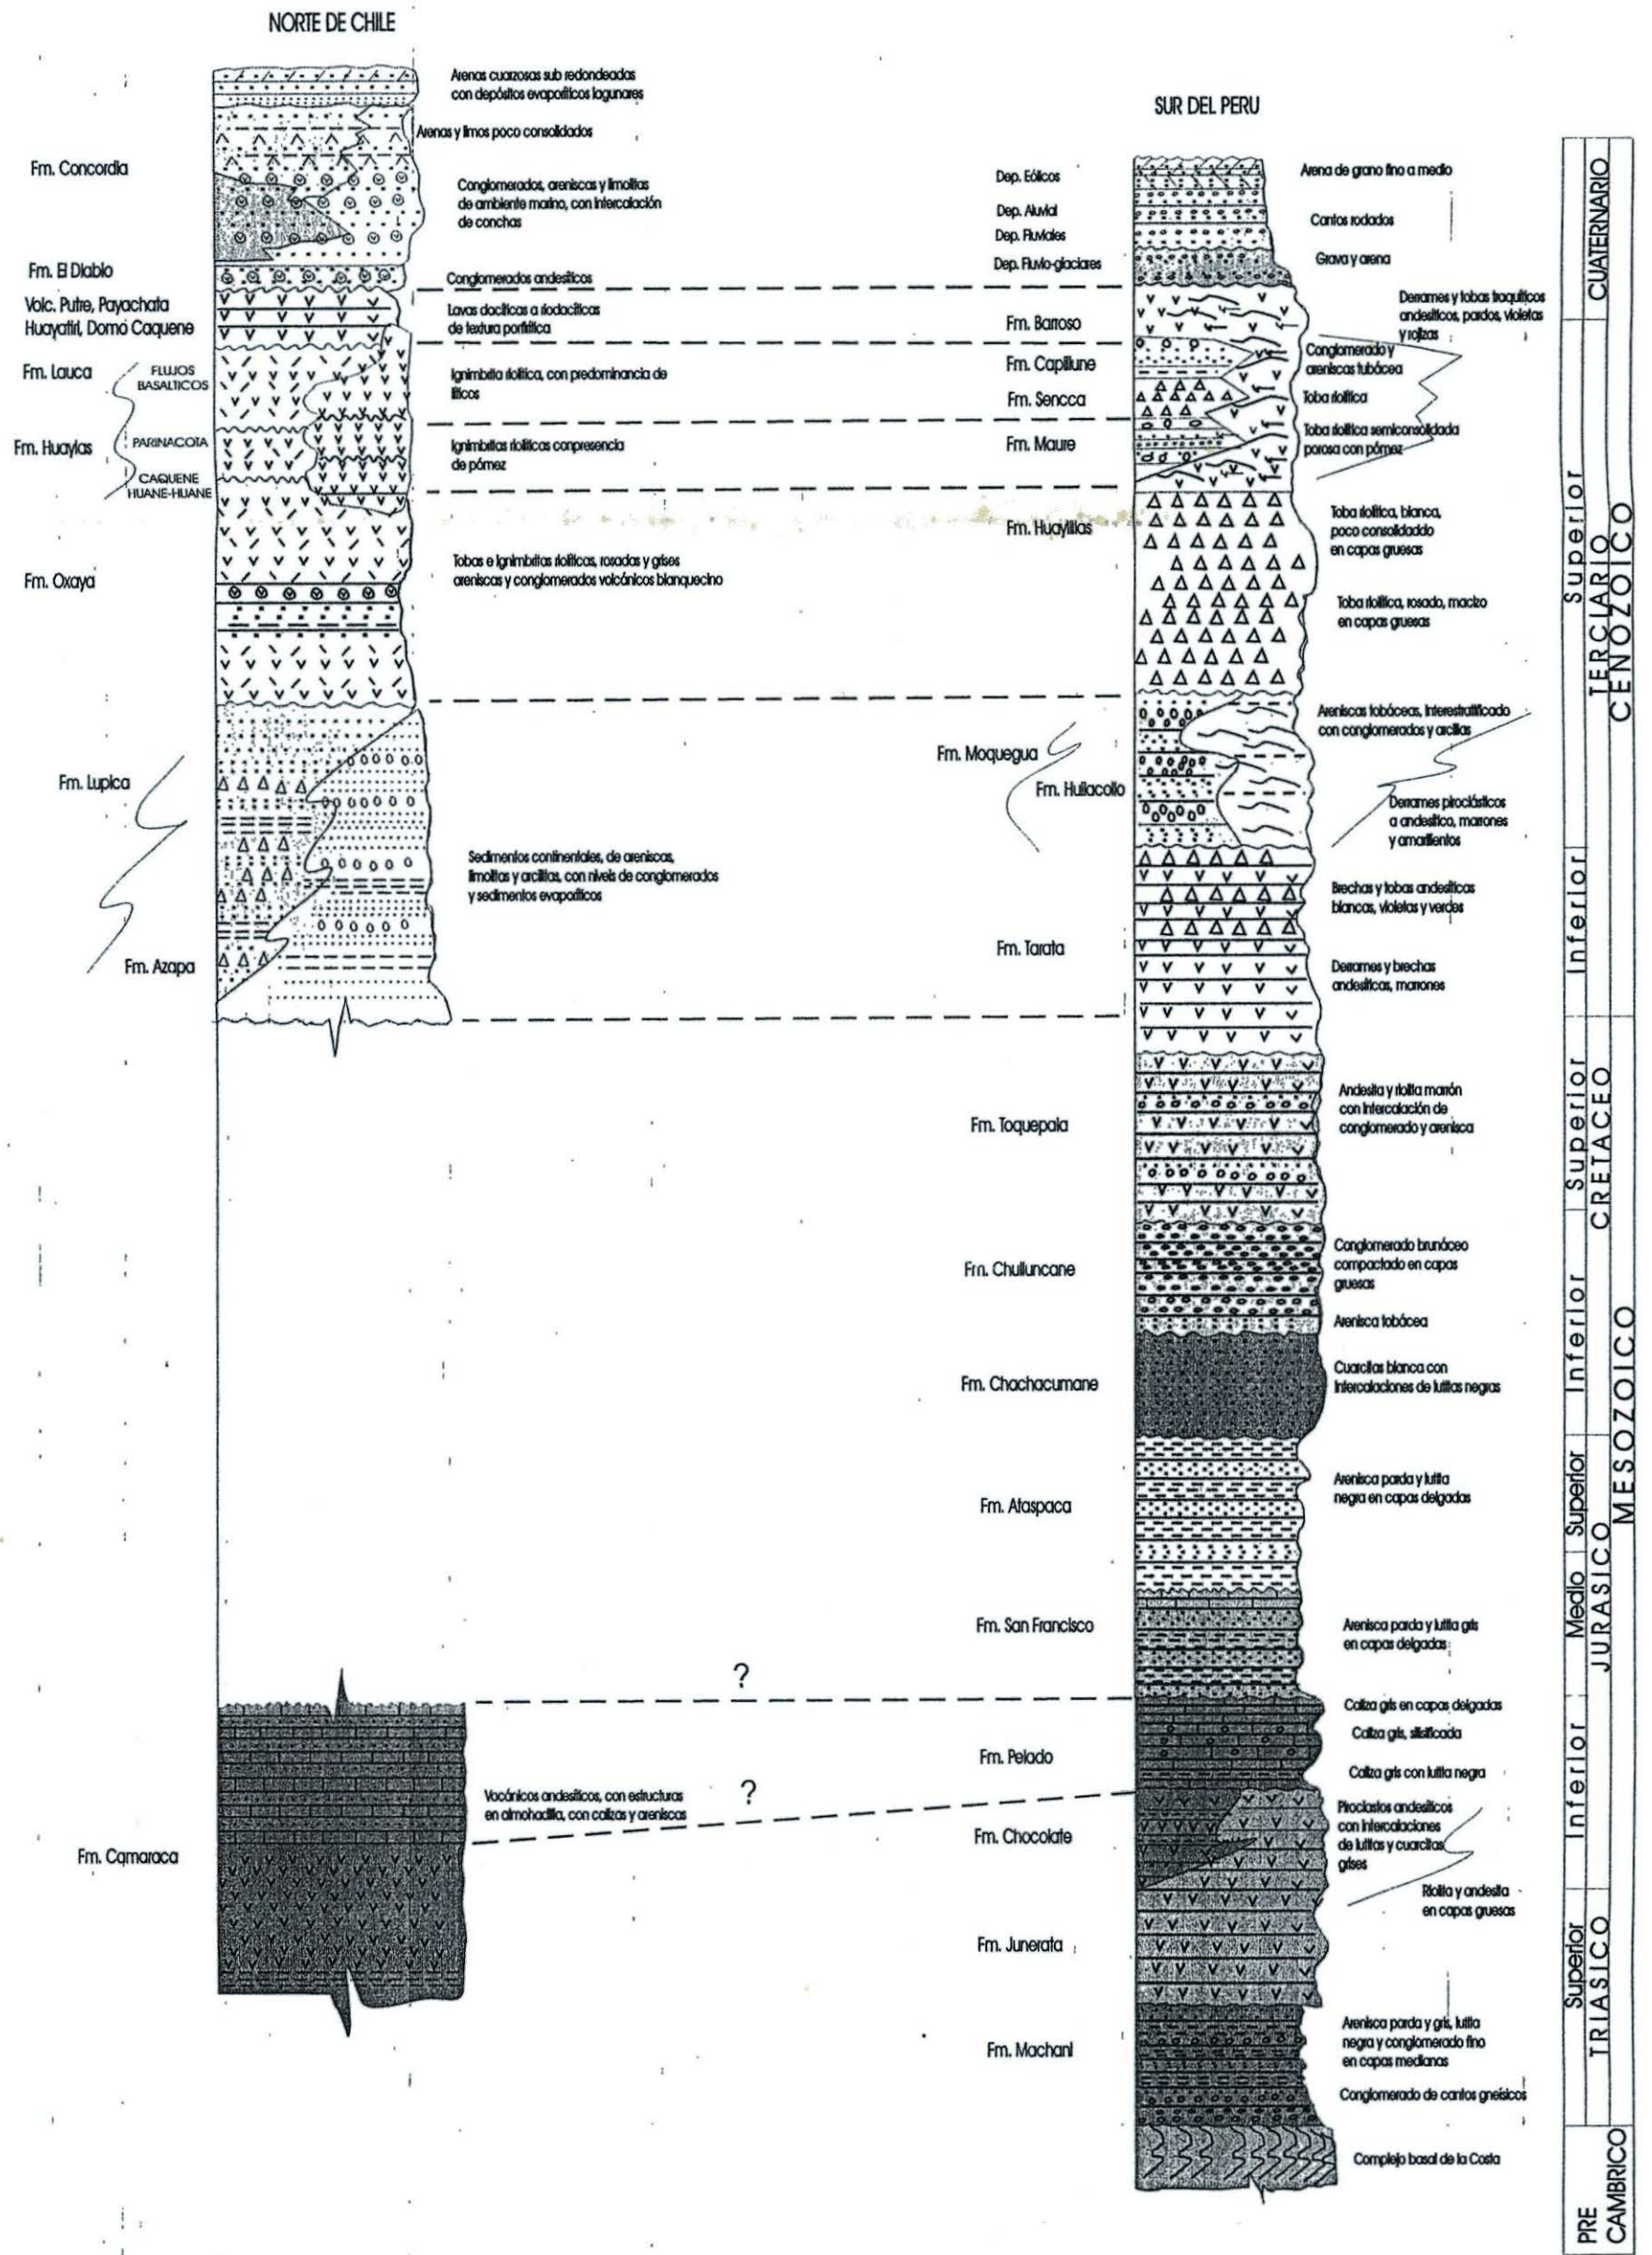 NORTE DE CHILE
Arenas cuarzosas sub redondeadas
con depósitos evaporíticos lagunares
Arenas y limos poco consolidados
Fm. Concordia
Conglomerados, areniscas y limolitas
de ambiente marino, con intercalación
de conchas
Fm. El Diablo
Conglomerados andesíticos
Volc. Putre, Payachata
Huayatiri, Domo Caquene
Lavas dacíticas a riodacíticas
de textura porfirítica
Fm. Lauca
FLUJOS
BASALTICOS
Ignimbrita riolítica, con predominancia de
líticos
Fm. Huaylas
PARINACOTA
CAQUENE
HUANE-HUANE
Ignimbritas riolíticas conpresencia
de pómez
Fm. Oxaya
Tobas e Ignimbritas riolíticas, rosadas y grises
areniscas y conglomerados volcánicos blanquecino
Fm. Lupica
Sedimentos continentales, de areniscas,
limolitas y arcillas, con nivels de conglomerados
y sedimentos evaporíticos
Fm. Azapa
?
Vocánicos andesíticos, con estructuras
en almohadilla, con calizas y areniscas
?
Fm. Camaraca
SUR DEL PERU
Dep. Eólicos
Arena de grano fino a medio
Dep. Aluvial
Cantos rodados
Dep. Fluviales
Dep. Fluvio-glaciares
Grava y arena
Fm. Barroso
Derrames y tobas traquíticos
andesíticos, pardos, violetas
y rojizas
Fm. Capillune
Conglomerado y
areniscas tubácea
Fm. Sencca
Toba riolítica
Fm. Maure
Toba riolítica semiconsolidada
porosa con pómez
Fm. Huaylillas
Toba riolítica, blanca,
poco consolidaddo
en capas gruesas
Toba riolítica, rosado, macizo
en capas gruesas
Fm. Moquegua
Areniscas tobáceas, interestratificado
con conglomerados y arcillas
Fm. Huilacollo
Derrames piroclásticos
a andesítico, marrones
y amarillentos
Brechas y tobas andesíticas
blancas, violetas y verdes
Fm. Tarata
Derrames y brechas
andesíticas, marrones
Fm. Toquepala
Andesita y riolita marrón
con intercalación de
conglomerado y arenisca
Fm. Chulluncane
Conglomerado brunáceo
compactado en capas
gruesas
Arenisca tobácea
Fm. Chachacumane
Cuarcitas blanca con
intercalaciones de lutitas negras
Fm. Ataspaca
Arenisca parda y lutita
negra en capas delgadas
Fm. San Francisco
Arenisca parda y lutita gris
en capas delgadas
Caliza gris en capas delgadas
Caliza gris, silisificada
Fm. Pelado
Caliza gris con lutita negra
Fm. Chocolate
Piroclastos andesíticos
con intercalaciones
de lutitas y cuarcitas
grises
Riolita y andesita
en capas gruesas
Fm. Junerata
Fm. Machani
Arenisca parda y gris, lutita
negra y conglomerado fino
en capas medianas
Conglomerado de cantos gneísicos
Complejo basal de la Costa
CUATERNARIO
Superior
TERCIARIO
CENOZOICO
Inferior
Superior
CRETACEO
Inferior
MESOZOICO
Superior
Medio
JURASICO
Inferior
Superior
TRIASICO
PRE
CAMBRICO